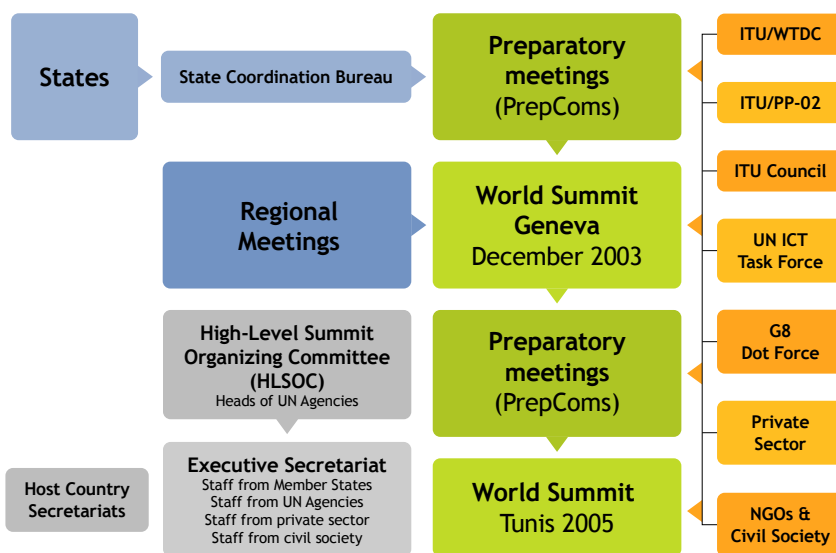 States
State Coordination Bureau
Preparatory
meetings
(PrepComs)
ITU/WTDC
ITU/PP-02
ITU Council
Regional
Meetings
World Summit
Geneva
December 2003
UN ICT
Task Force
High-Level Summit
Organizing Committee
(HLSOC)
Heads of UN Agencies
Preparatory
meetings
(PrepComs)
G8
Dot Force
Private
Sector
Host Country
Secretariats
Executive Secretariat
Staff from Member States
Staff from UN Agencies
Staff from private sector
Staff from civil society
World Summit
Tunis 2005
NGOs &
Civil Society